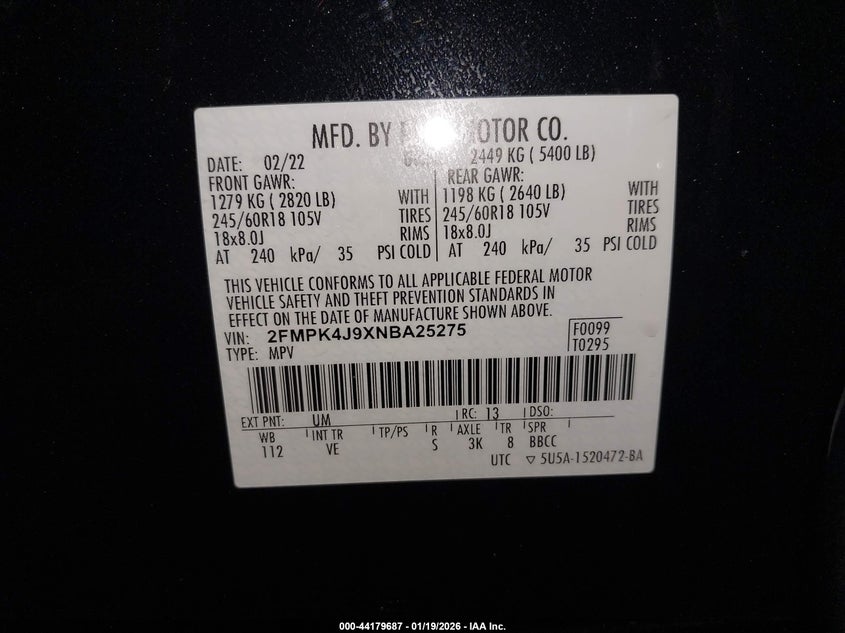 MFD. BY MOTOR CO.
DATE: 02/22 2449 KG ( 5400 LB)
FRONT GAWR: REAR GAWR:
1279 KG ( 2820 LB) WITH 1198 KG ( 2640 LB) WITH
245/60R18 105V TIRES 245/60R18 105V TIRES
18x8.0J RIMS 18x8.0J RIMS
AT 240 kPa/ 35 PSI COLD AT 240 kPa/ 35 PSI COLD
THIS VEHICLE CONFORMS TO ALL APPLICABLE FEDERAL MOTOR
VEHICLE SAFETY AND THEFT PREVENTION STANDARDS IN
EFFECT ON THE DATE OF MANUFACTURE SHOWN ABOVE.
VIN: 2FMPK4J9XNBA25275 F0099
TYPE: MPV T0295
EXT PNT: UM RC: 13 DSO:
WB INT TR TP/PS R AXLE TR SPR
112 VE S 3K 8 BBCC
UTC ▽ 5U5A-1520472-BA
000-44179687 - 01/19/2026 - IAA Inc.